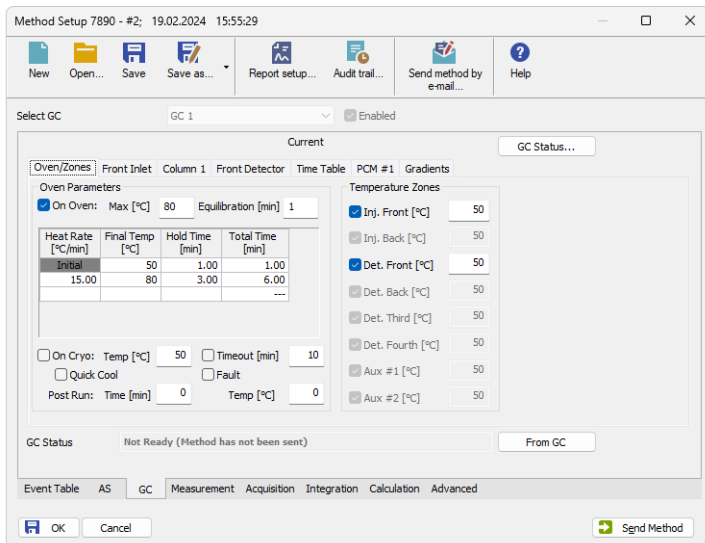 Method Setup 7890 - #2;   19.02.2024   15:55:29
New Open... Save Save as... Report setup... Audit trail... Send method by e-mail... Help
Select GC GC 1 Enabled
Current GC Status...
Oven/Zones Front Inlet Column 1 Front Detector Time Table PCM #1 Gradients
Oven Parameters
On Oven: Max [°C] 80 Equilibration [min] 1
Heat Rate [°C/min] Final Temp [°C] Hold Time [min] Total Time [min]
Initial 50 1.00 1.00
15.00 80 3.00 6.00
---
On Cryo: Temp [°C] 50 Timeout [min] 10
Quick Cool Fault
Post Run: Time [min] 0 Temp [°C] 0
Temperature Zones
Inj. Front [°C] 50
Inj. Back [°C] 50
Det. Front [°C] 50
Det. Back [°C] 50
Det. Third [°C] 50
Det. Fourth [°C] 50
Aux #1 [°C] 50
Aux #2 [°C] 50
GC Status Not Ready (Method has not been sent) From GC
Event Table AS GC Measurement Acquisition Integration Calculation Advanced
OK Cancel Send Method